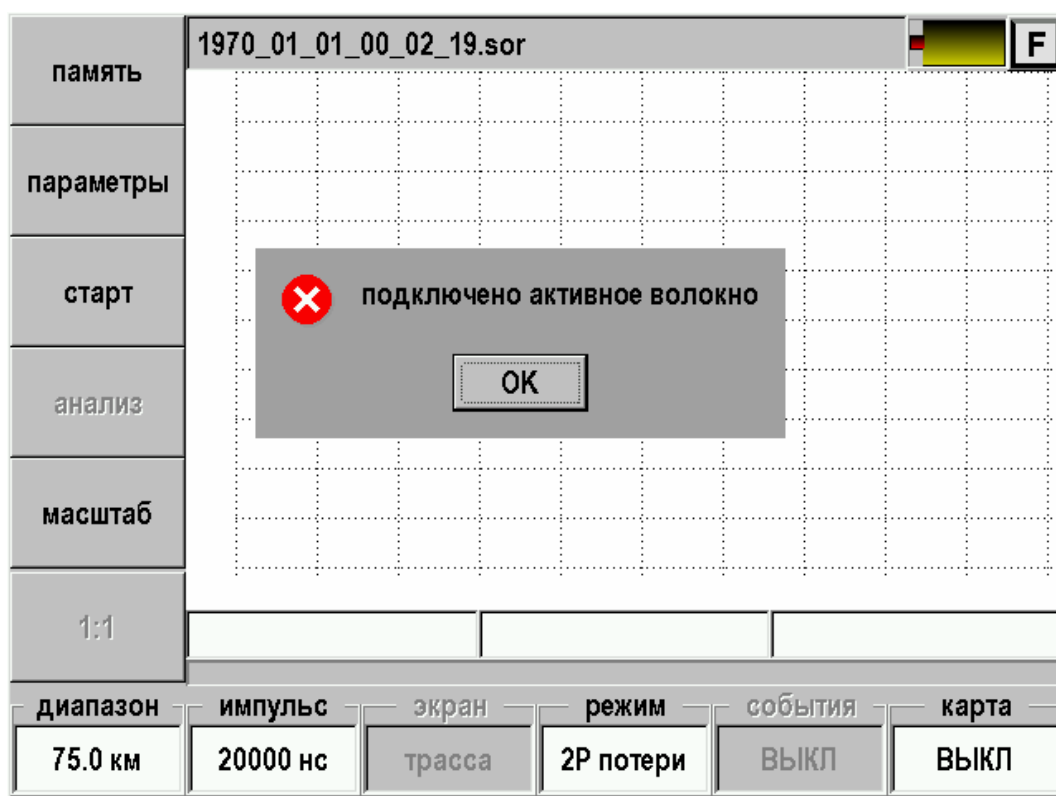 1970_01_01_00_02_19.sor
F
память
параметры
старт
анализ
масштаб
1:1
подключено активное волокно
OK
диапазон импульс экран режим события карта
75.0 км 20000 нс трасса 2P потери ВЫКЛ ВЫКЛ